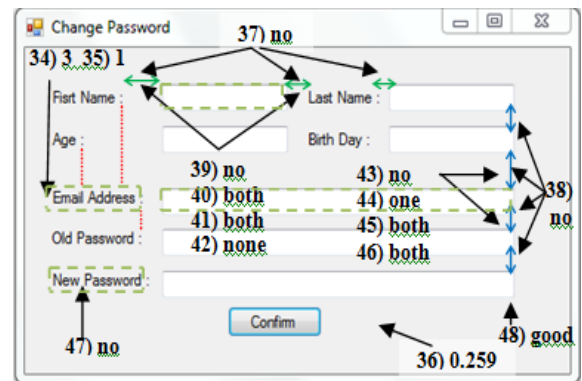 Change Password
37) no
34) 3 35) 1
Fisrt Name :
Last Name :
Age :
Birth Day :
39) no
43) no
Email Address :
40) both
44) one
38) no
41) both
45) both
Old Password :
42) none
46) both
New Password :
Confirm
47) no
48) good
36) 0.259